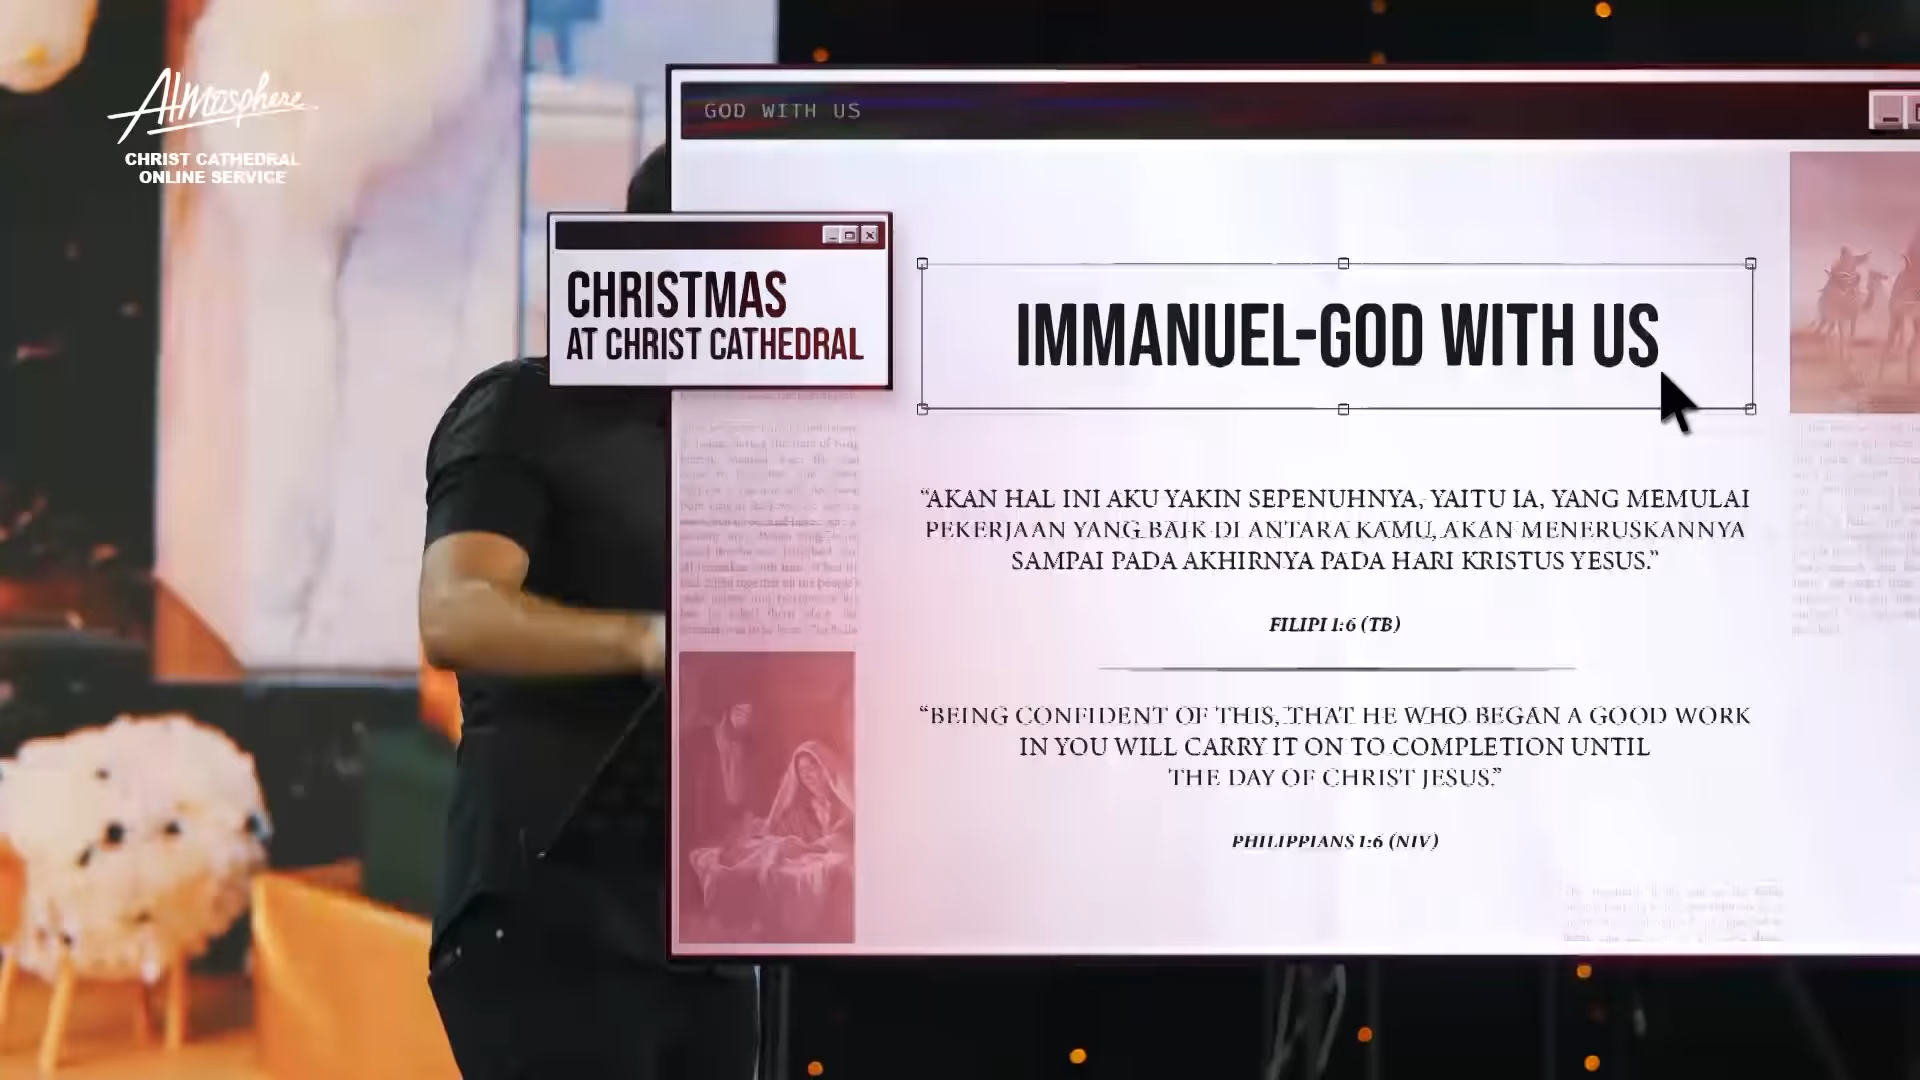 Atmosphere
CHRIST CATHEDRAL
ONLINE SERVICE
GOD WITH US
CHRISTMAS
AT CHRIST CATHEDRAL
IMMANUEL-GOD WITH US
“AKAN HAL INI AKU YAKIN SEPENUHNYA, YAITU IA, YANG MEMULAI
PEKERJAAN YANG BAIK DI ANTARA KAMU, AKAN MENERUSKANNYA
SAMPAI PADA AKHIRNYA PADA HARI KRISTUS YESUS.”
FILIPI 1:6 (TB)
“BEING CONFIDENT OF THIS, THAT HE WHO BEGAN A GOOD WORK
IN YOU WILL CARRY IT ON TO COMPLETION UNTIL
THE DAY OF CHRIST JESUS.”
PHILIPPIANS 1:6 (NIV)